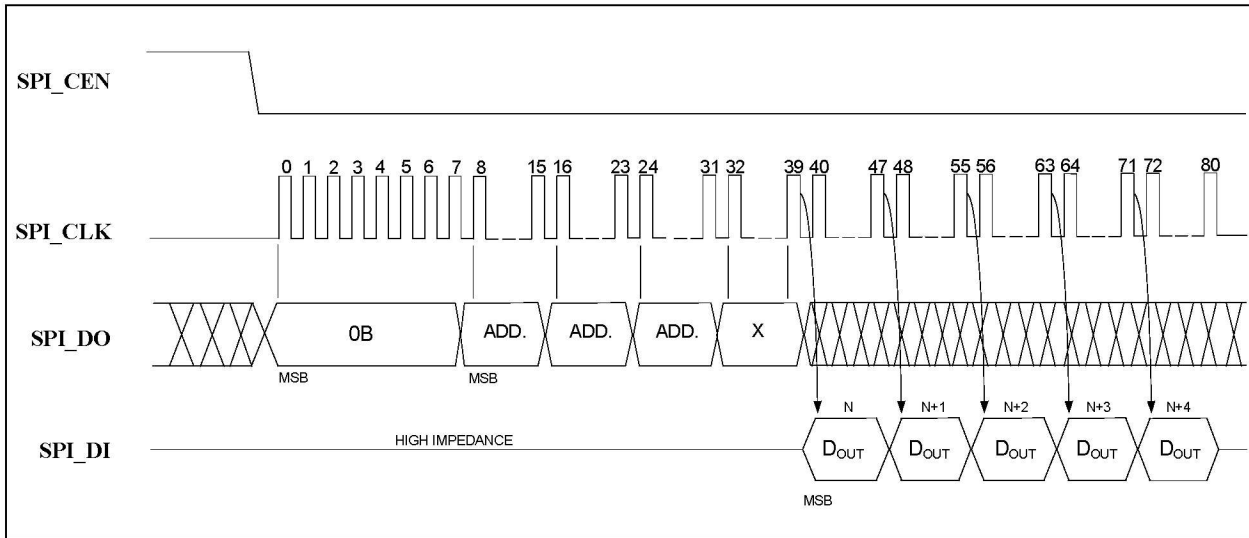 SPI_CEN
0 1 2 3 4 5 6 7 8 15 16 23 24 31 32 39 40 47 48 55 56 63 64 71 72 80
SPI_CLK
SPI_DO
0B ADD. ADD. ADD. X
MSB MSB
N N+1 N+2 N+3 N+4
HIGH IMPEDANCE
SPI_DI
DOUT DOUT DOUT DOUT DOUT
MSB